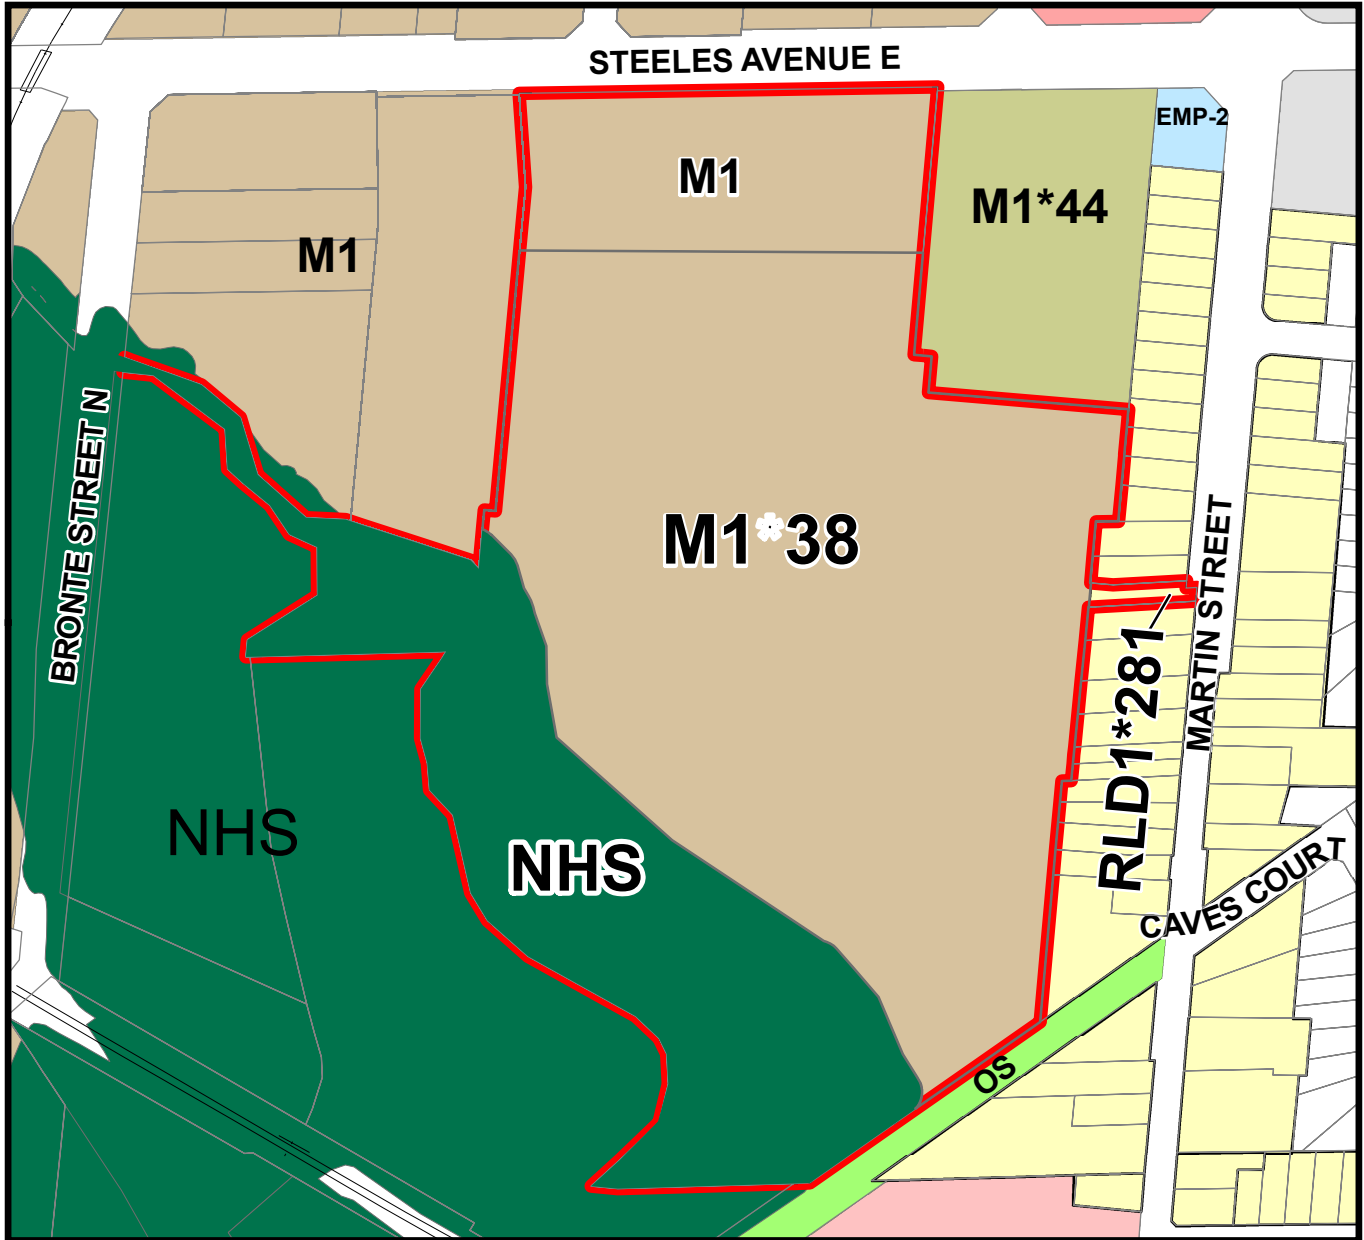 STEELES AVENUE E
EMP-2
M1
M1*44
M1
M1*38
BRONTE STREET N
MARTIN STREET
RLD1*281
NHS
NHS
CAVES COURT
OS